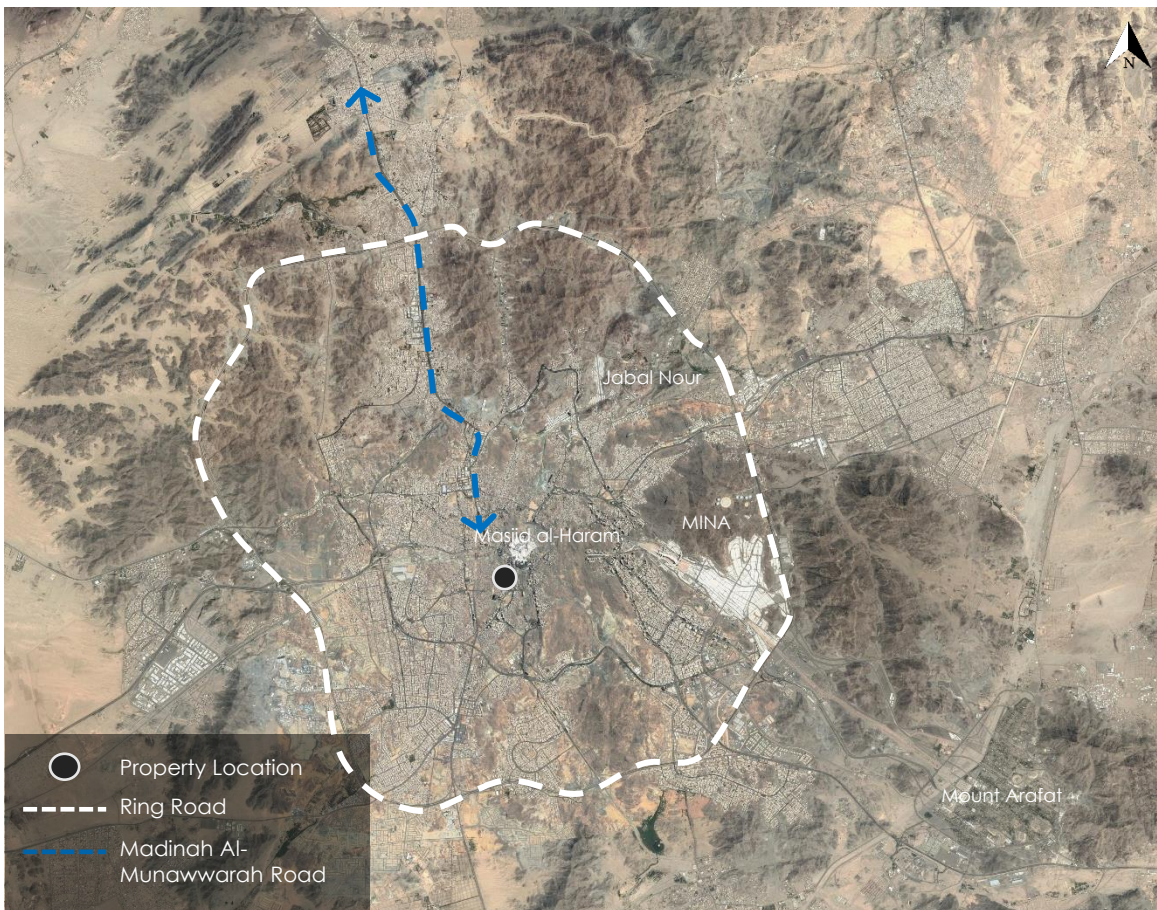 N
Jabal Nour
MINA
Masjid al-Haram
Property Location
Ring Road
Madinah Al-
Munawwarah Road
Mount Arafat